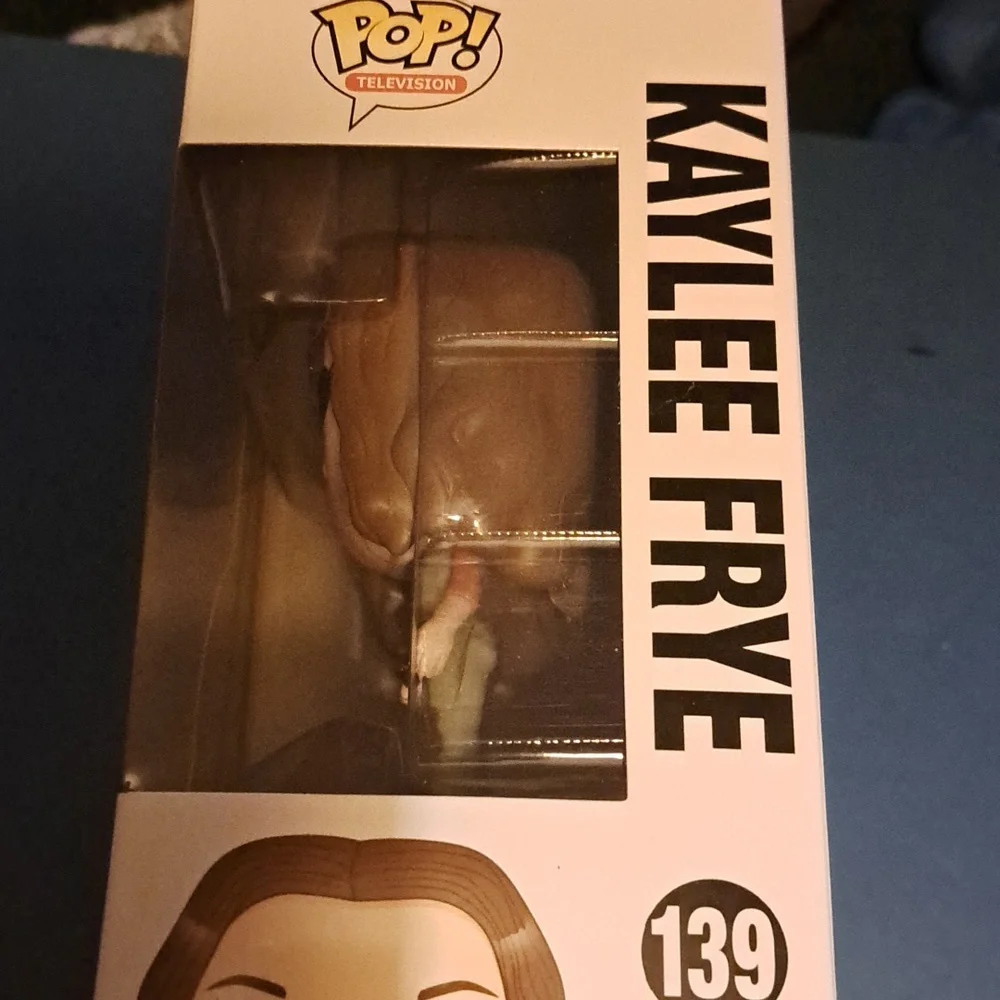 POP!
TELEVISION
KAYLEE FRYE
139